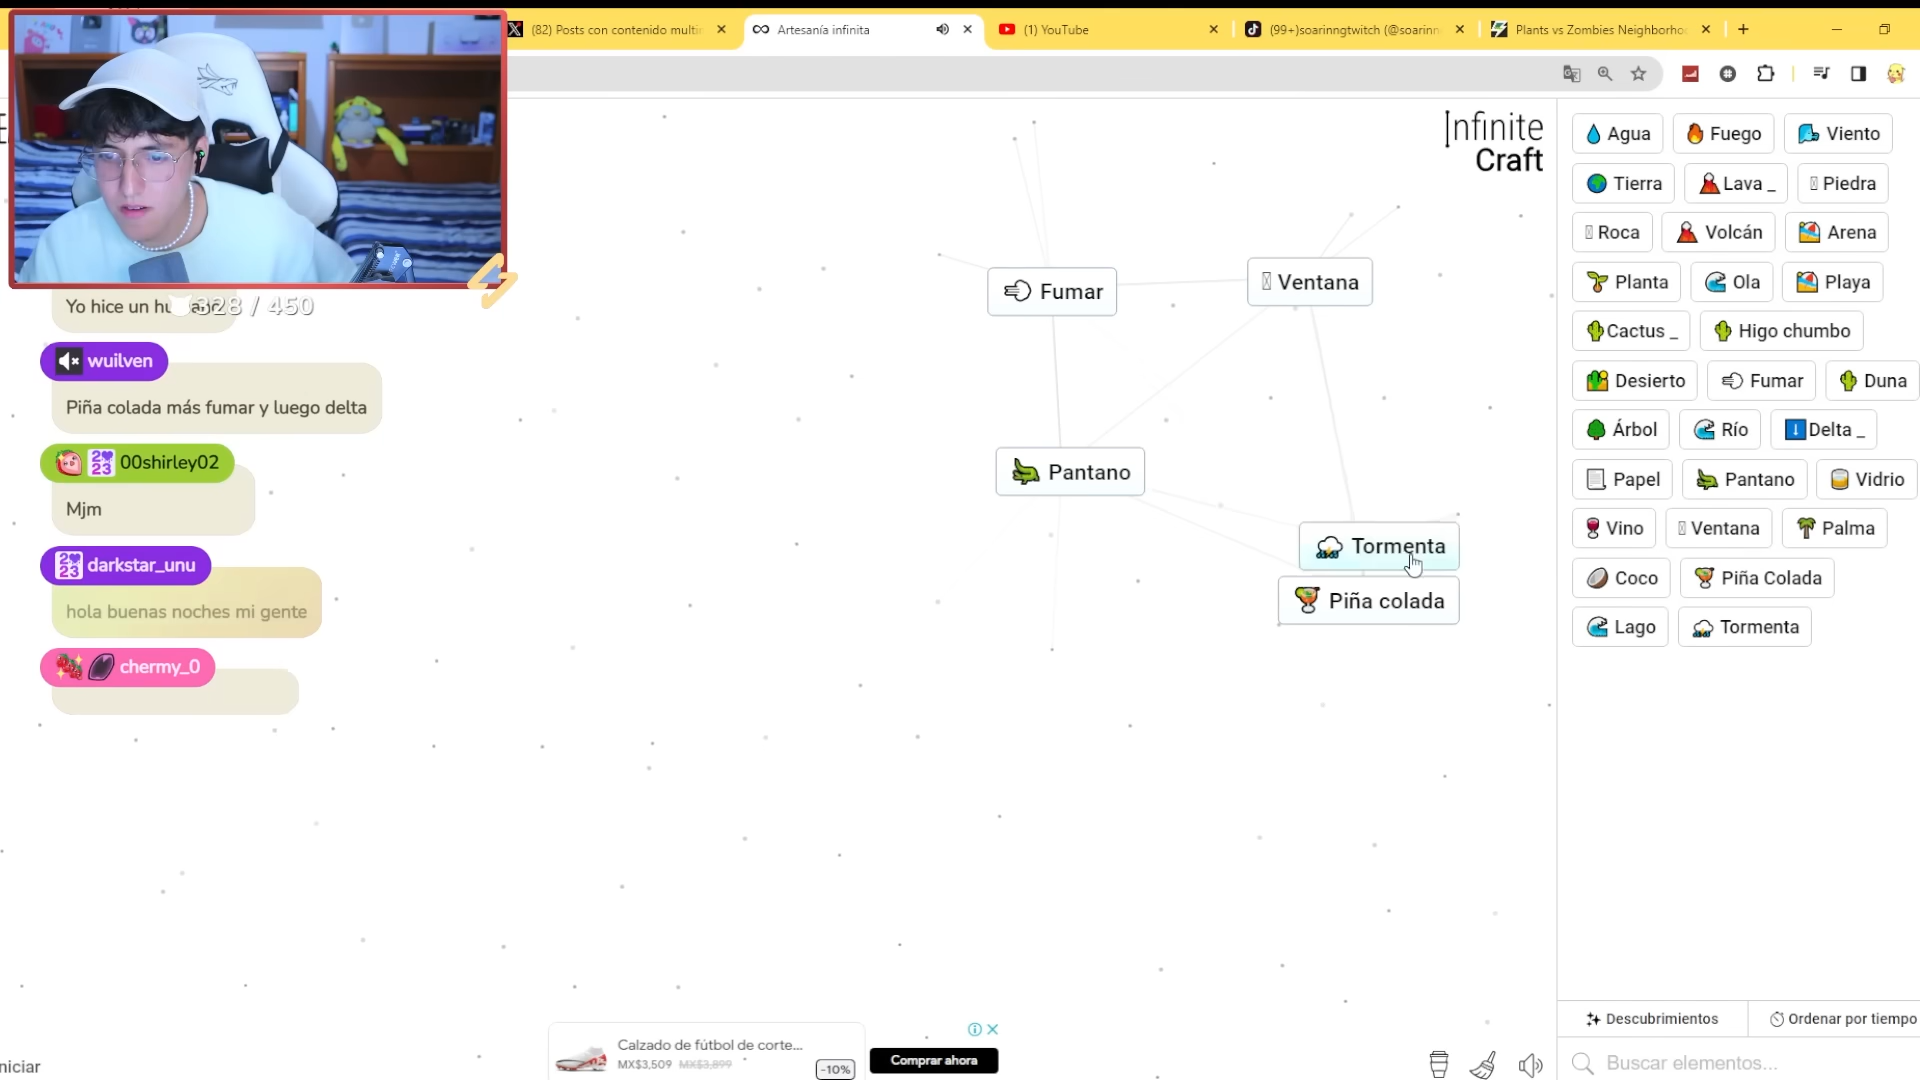 (82) Posts con contenido multir
Artesanía infinita
(1) YouTube
(99+)soarinngtwitch (@soarinn
Plants vs Zombies Neighborho
Infinite
Craft
328 / 450
Yo hice un hu
wuilven
Piña colada más fumar y luego delta
00shirley02
Mjm
darkstar_unu
hola buenas noches mi gente
chermy_0
Fumar
Ventana
Pantano
Tormenta
Piña colada
Agua
Fuego
Viento
Tierra
Lava _
Piedra
Roca
Volcán
Arena
Planta
Ola
Playa
Cactus _
Higo chumbo
Desierto
Fumar
Duna
Árbol
Río
Delta _
Papel
Pantano
Vidrio
Vino
Ventana
Palma
Coco
Piña Colada
Lago
Tormenta
Descubrimientos
Ordenar por tiempo
Buscar elementos...
Calzado de fútbol de corte...
MX$3,509 MX$3,899
-10%
Comprar ahora
niciar